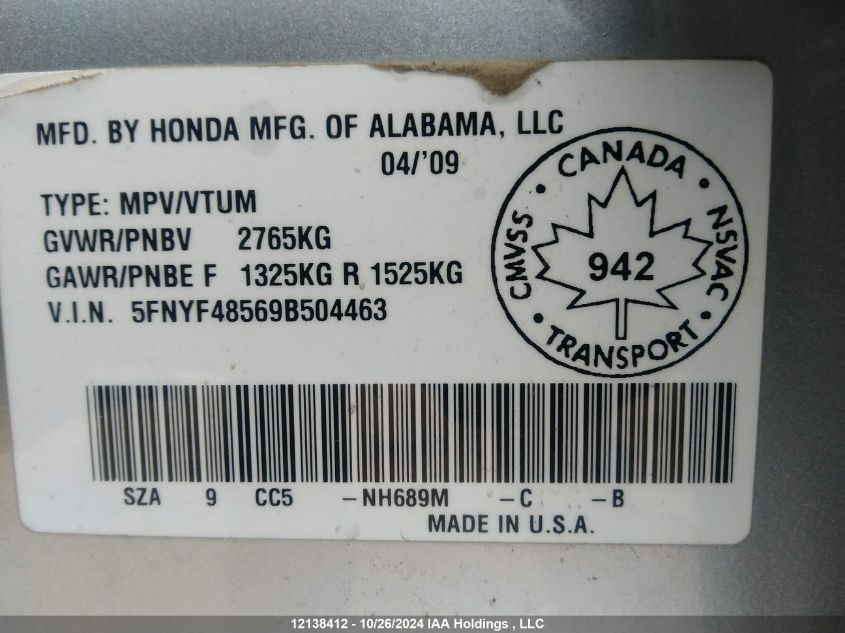 MFD. BY HONDA MFG. OF ALABAMA, LLC
04/'09
TYPE: MPV/VTUM
GVWR/PNBV 2765KG
GAWR/PNBE F 1325KG R 1525KG
V.I.N. 5FNYF48569B504463
• CANADA •
CMVSS
942
NSVAC
• TRANSPORT •
SZA 9 CC5 –NH689M –C –B
MADE IN U.S.A.
12138412 - 10/26/2024 IAA Holdings , LLC